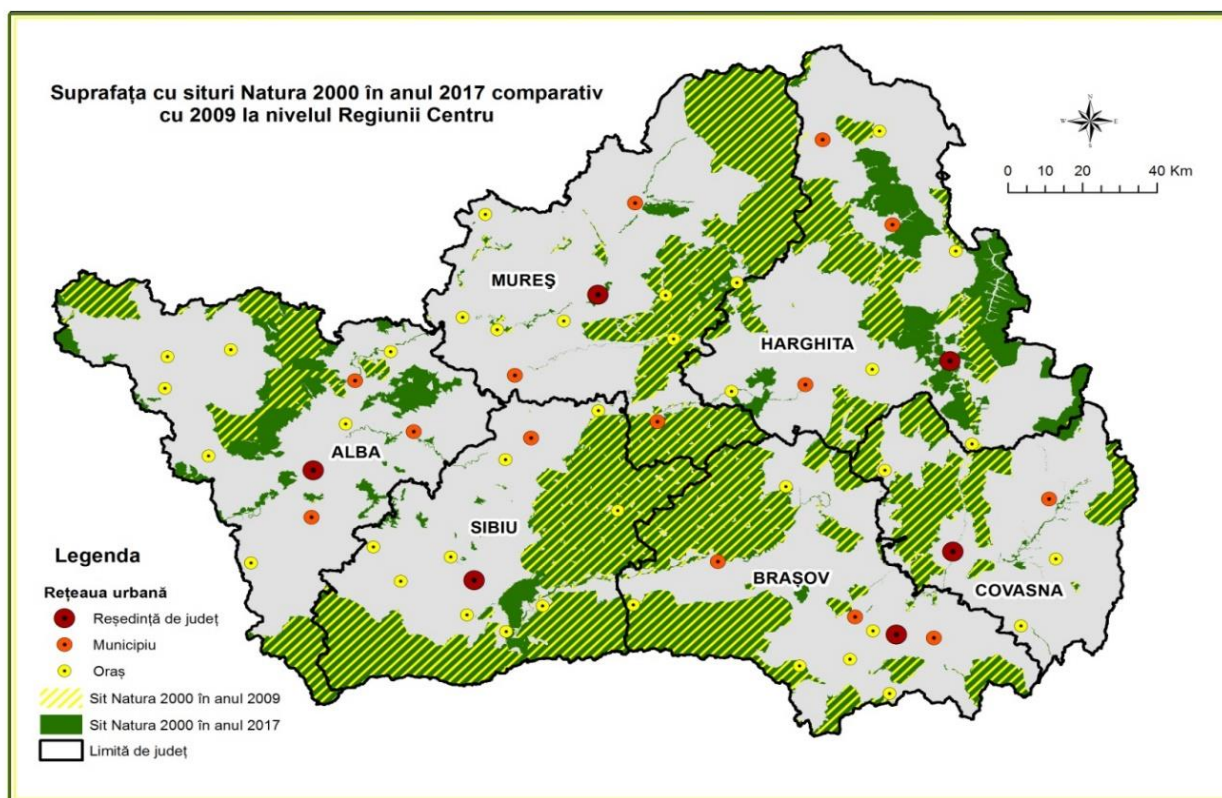 Suprafața cu situri Natura 2000 în anul 2017 comparativ
cu 2009 la nivelul Regiunii Centru
N
W
E
S
0 10 20 40 Km
MUREȘ
HARGHITA
ALBA
SIBIU
BRAȘOV
COVASNA
Legenda
Rețeaua urbană
Reședință de județ
Municipiu
Oraș
Sit Natura 2000 în anul 2009
Sit Natura 2000 în anul 2017
Limită de județ